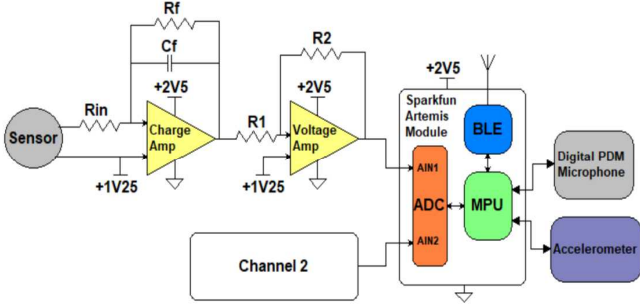 Rf
Cf
R2
+2V5
+2V5
+2V5
Sparkfun
Artemis
Module
BLE
Rin
Sensor
Charge
Amp
R1
Voltage
Amp
+1V25
+1V25
AIN1
ADC
MPU
AIN2
Digital PDM
Microphone
Accelerometer
Channel 2